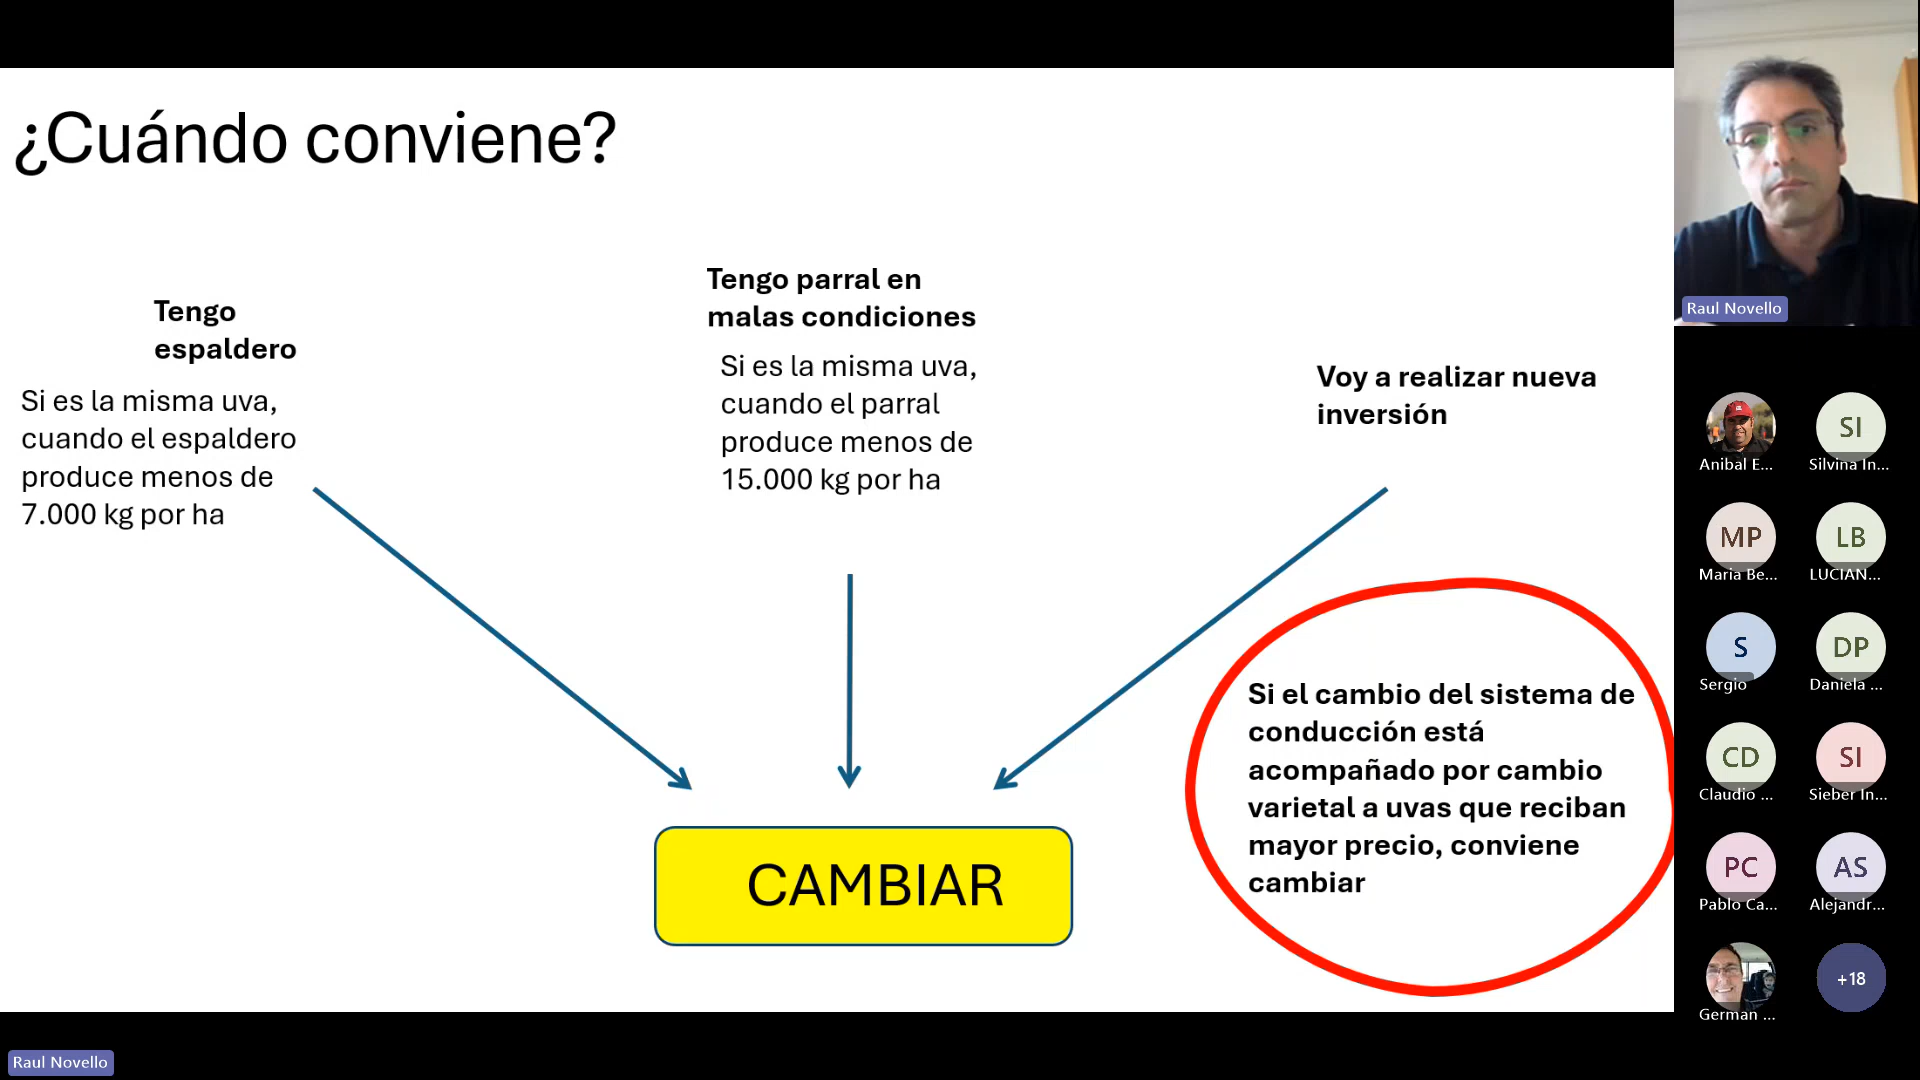 ¿Cuándo conviene?
Tengo
espaldero
Si es la misma uva,
cuando el espaldero
produce menos de
7.000 kg por ha
Tengo parral en
malas condiciones
Si es la misma uva,
cuando el parral
produce menos de
15.000 kg por ha
Voy a realizar nueva
inversión
CAMBIAR
Si el cambio del sistema de
conducción está
acompañado por cambio
varietal a uvas que reciban
mayor precio, conviene
cambiar
Raul Novello
Anibal E...
SI
Silvina In...
MP
Maria Be...
LB
LUCIAN...
S
Sergio
DP
Daniela ...
CD
Claudio ...
SI
Sieber In...
PC
Pablo Ca...
AS
Alejandr...
German ...
+18
Raul Novello